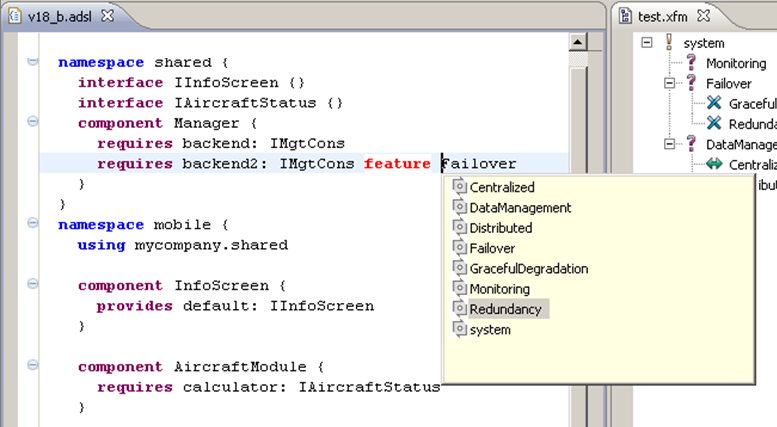 v18_b.adsl
namespace shared {
interface IInfoScreen ()
interface IAircraftStatus ()
component Manager {
requires backend: IMgtCons
requires backend2: IMgtCons feature Failover
}
}
namespace mobile {
using mycompany.shared
component InfoScreen {
provides default: IInfoScreen
}
component AircraftModule {
requires calculator: IAircraftStatus
}
Centralized
DataManagement
Distributed
Failover
GracefulDegradation
Monitoring
Redundancy
system
test.xfm
system
Monitoring
Failover
Graceful
Redunda
DataManage
Centraliz
ibut